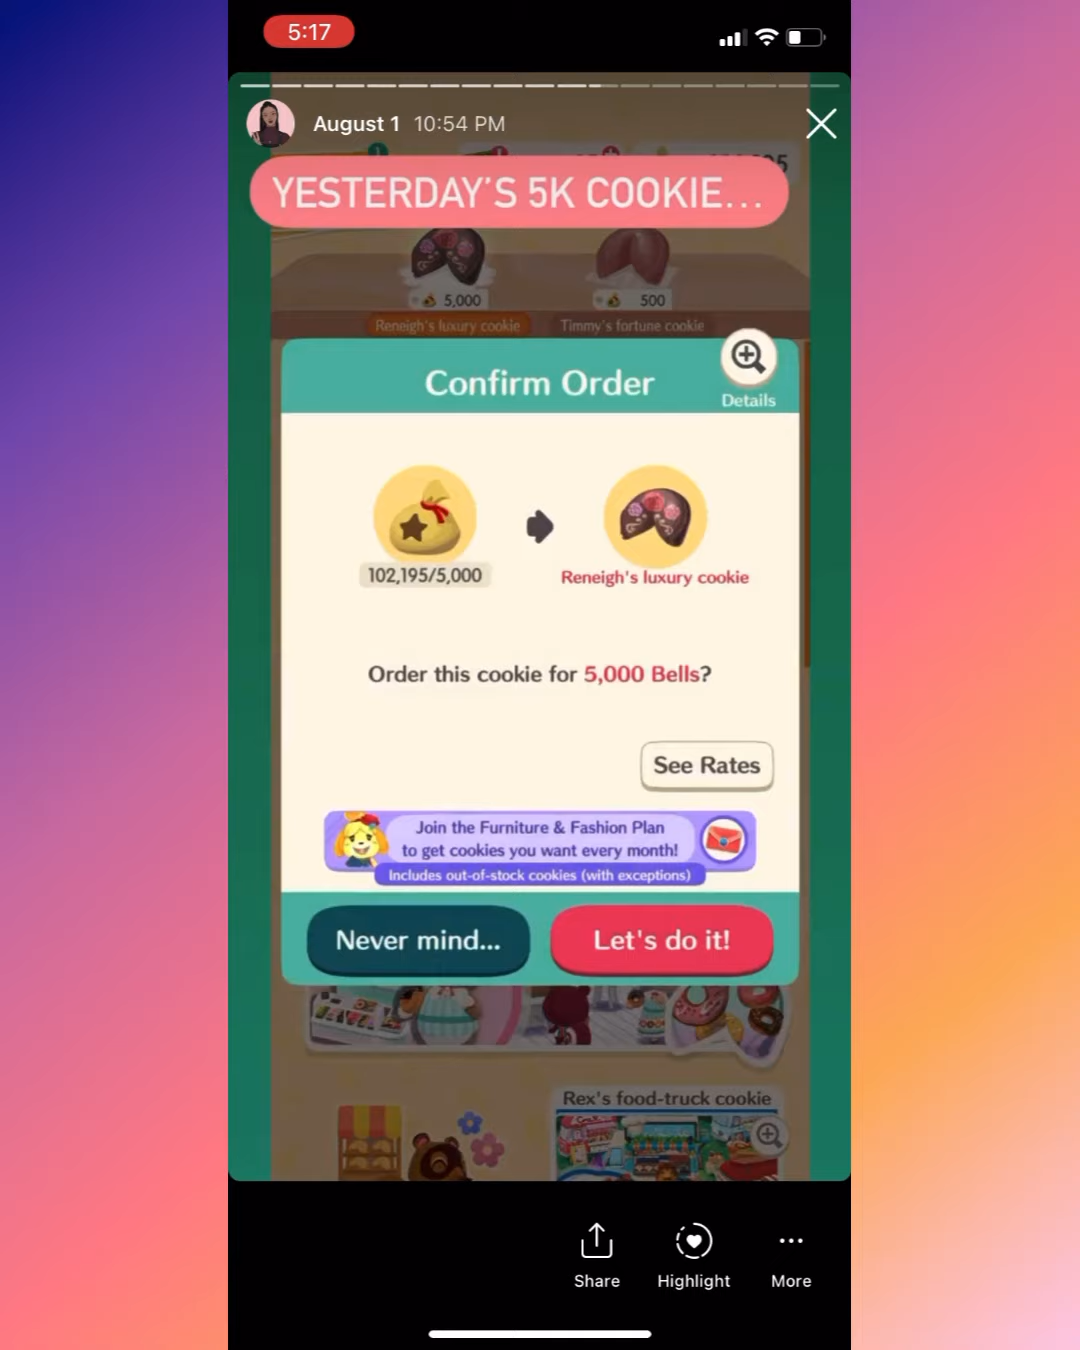 5:17
August 1 10:54 PM
YESTERDAY'S 5K COOKIE...
5,000
500
Reneigh's luxury cookie
Timmy's fortune cookie
Confirm Order
Details
102,195/5,000
Reneigh's luxury cookie
Order this cookie for 5,000 Bells?
See Rates
Join the Furniture & Fashion Plan
to get cookies you want every month!
Includes out-of-stock cookies (with exceptions)
Never mind...
Let's do it!
Rex's food-truck cookie
Share
Highlight
More